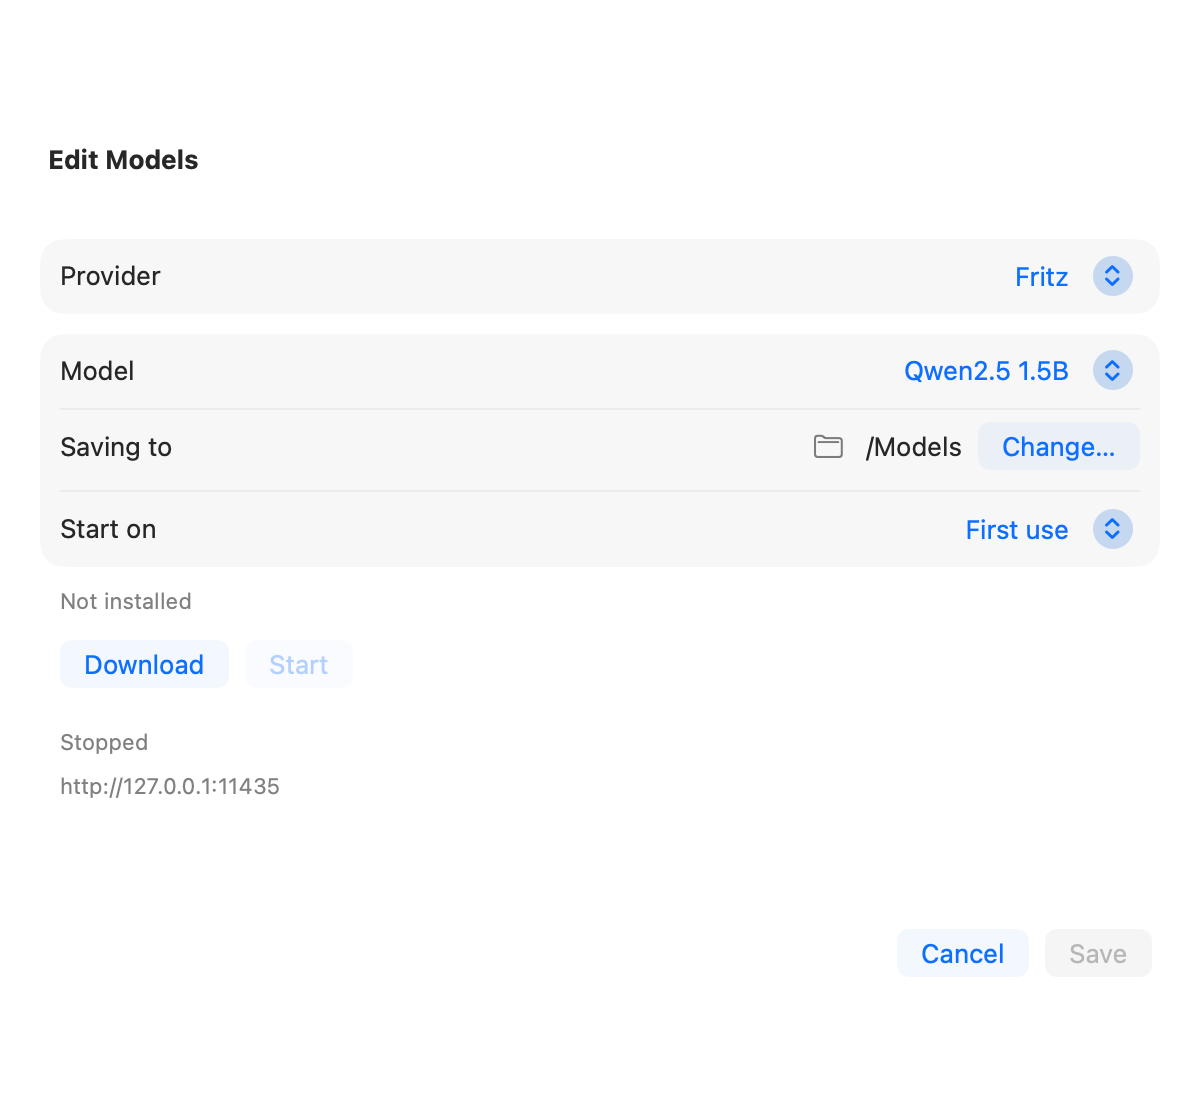 Edit Models
Provider Fritz
Model Qwen2.5 1.5B
Saving to /Models Change...
Start on First use
Not installed
Download Start
Stopped
http://127.0.0.1:11435
Cancel Save